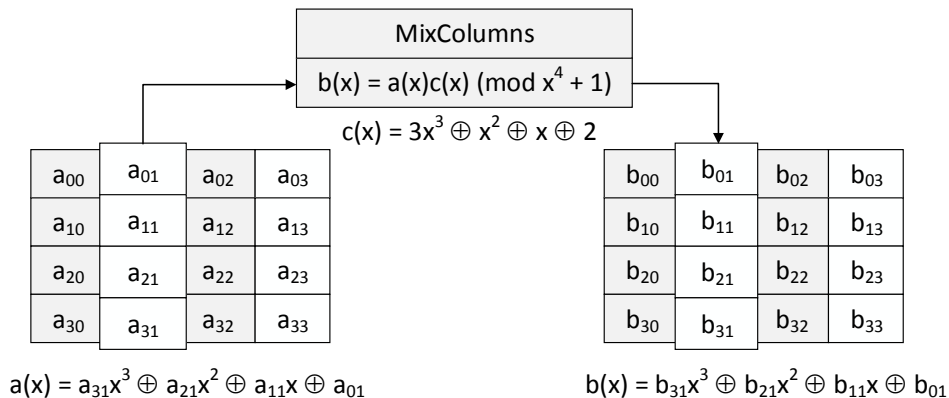 MixColumns
b(x) = a(x)c(x) (mod x⁴ + 1)
c(x) = 3x³ ⊕ x² ⊕ x ⊕ 2
a₀₀ a₀₁ a₀₂ a₀₃
a₁₀ a₁₁ a₁₂ a₁₃
a₂₀ a₂₁ a₂₂ a₂₃
a₃₀ a₃₁ a₃₂ a₃₃
a(x) = a₃₁x³ ⊕ a₂₁x² ⊕ a₁₁x ⊕ a₀₁
b₀₀ b₀₁ b₀₂ b₀₃
b₁₀ b₁₁ b₁₂ b₁₃
b₂₀ b₂₁ b₂₂ b₂₃
b₃₀ b₃₁ b₃₂ b₃₃
b(x) = b₃₁x³ ⊕ b₂₁x² ⊕ b₁₁x ⊕ b₀₁